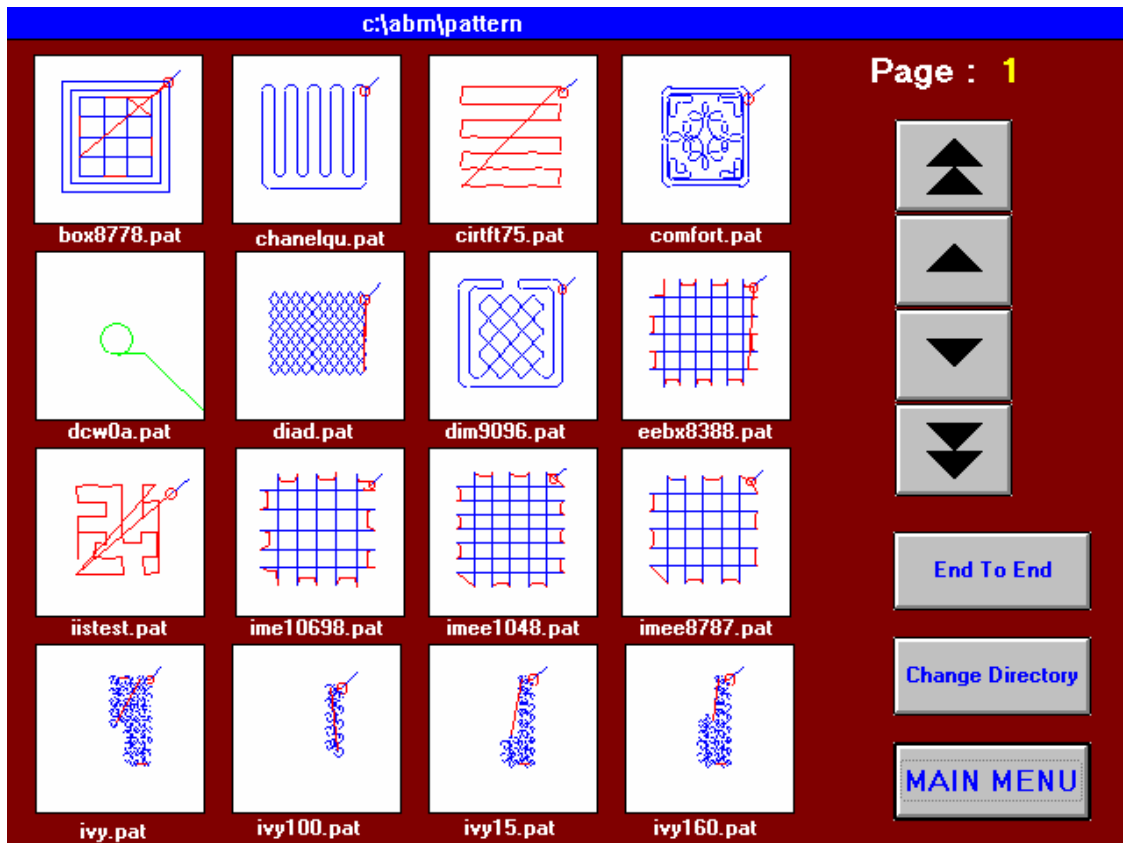 c:\abm\pattern
Page : 1
box8778.pat
chanelqu.pat
cirtft75.pat
comfort.pat
dcw0a.pat
diad.pat
dim9096.pat
eebx8388.pat
End To End
iistest.pat
ime10698.pat
imee1048.pat
imee8787.pat
Change Directory
MAIN MENU
ivy.pat
ivy100.pat
ivy15.pat
ivy160.pat